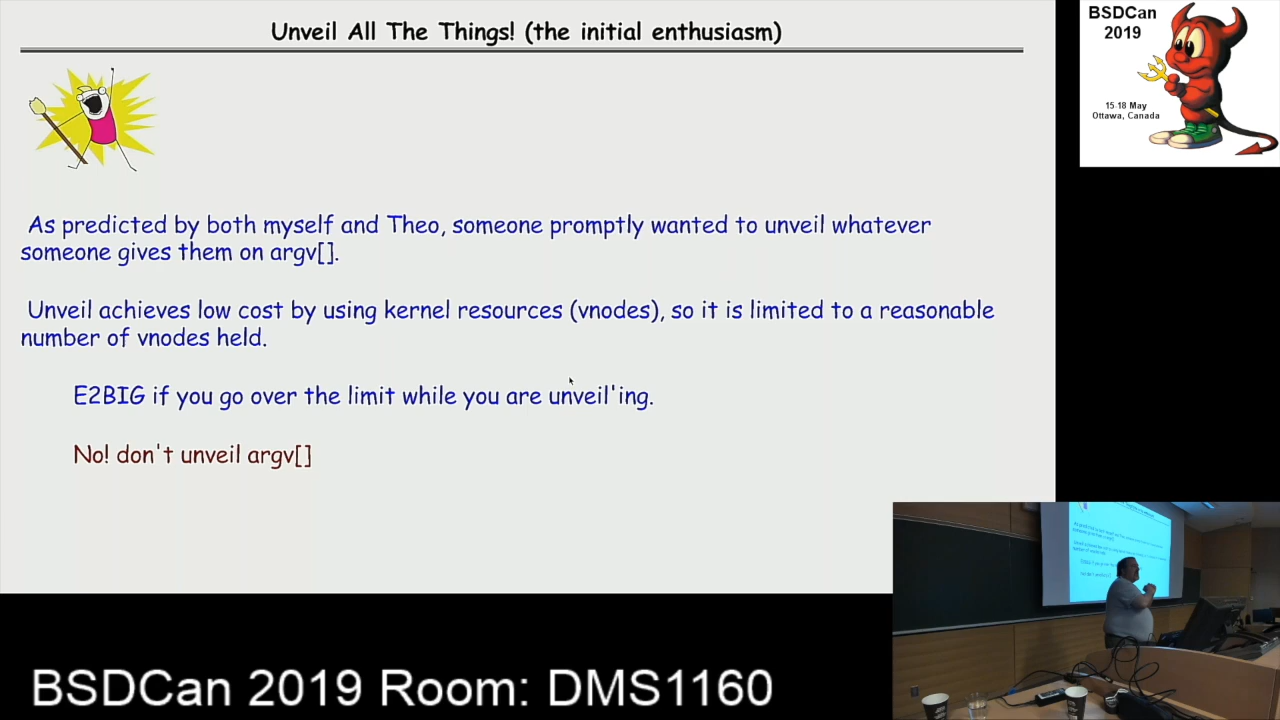 Unveil All The Things! (the initial enthusiasm)
As predicted by both myself and Theo, someone promptly wanted to unveil whatever
someone gives them on argv[].
Unveil achieves low cost by using kernel resources (vnodes), so it is limited to a reasonable
number of vnodes held.
E2BIG if you go over the limit while you are unveil'ing.
No! don't unveil argv[]
BSDCan
2019
15-18 May
Ottawa, Canada
BSDCan 2019 Room: DMS1160